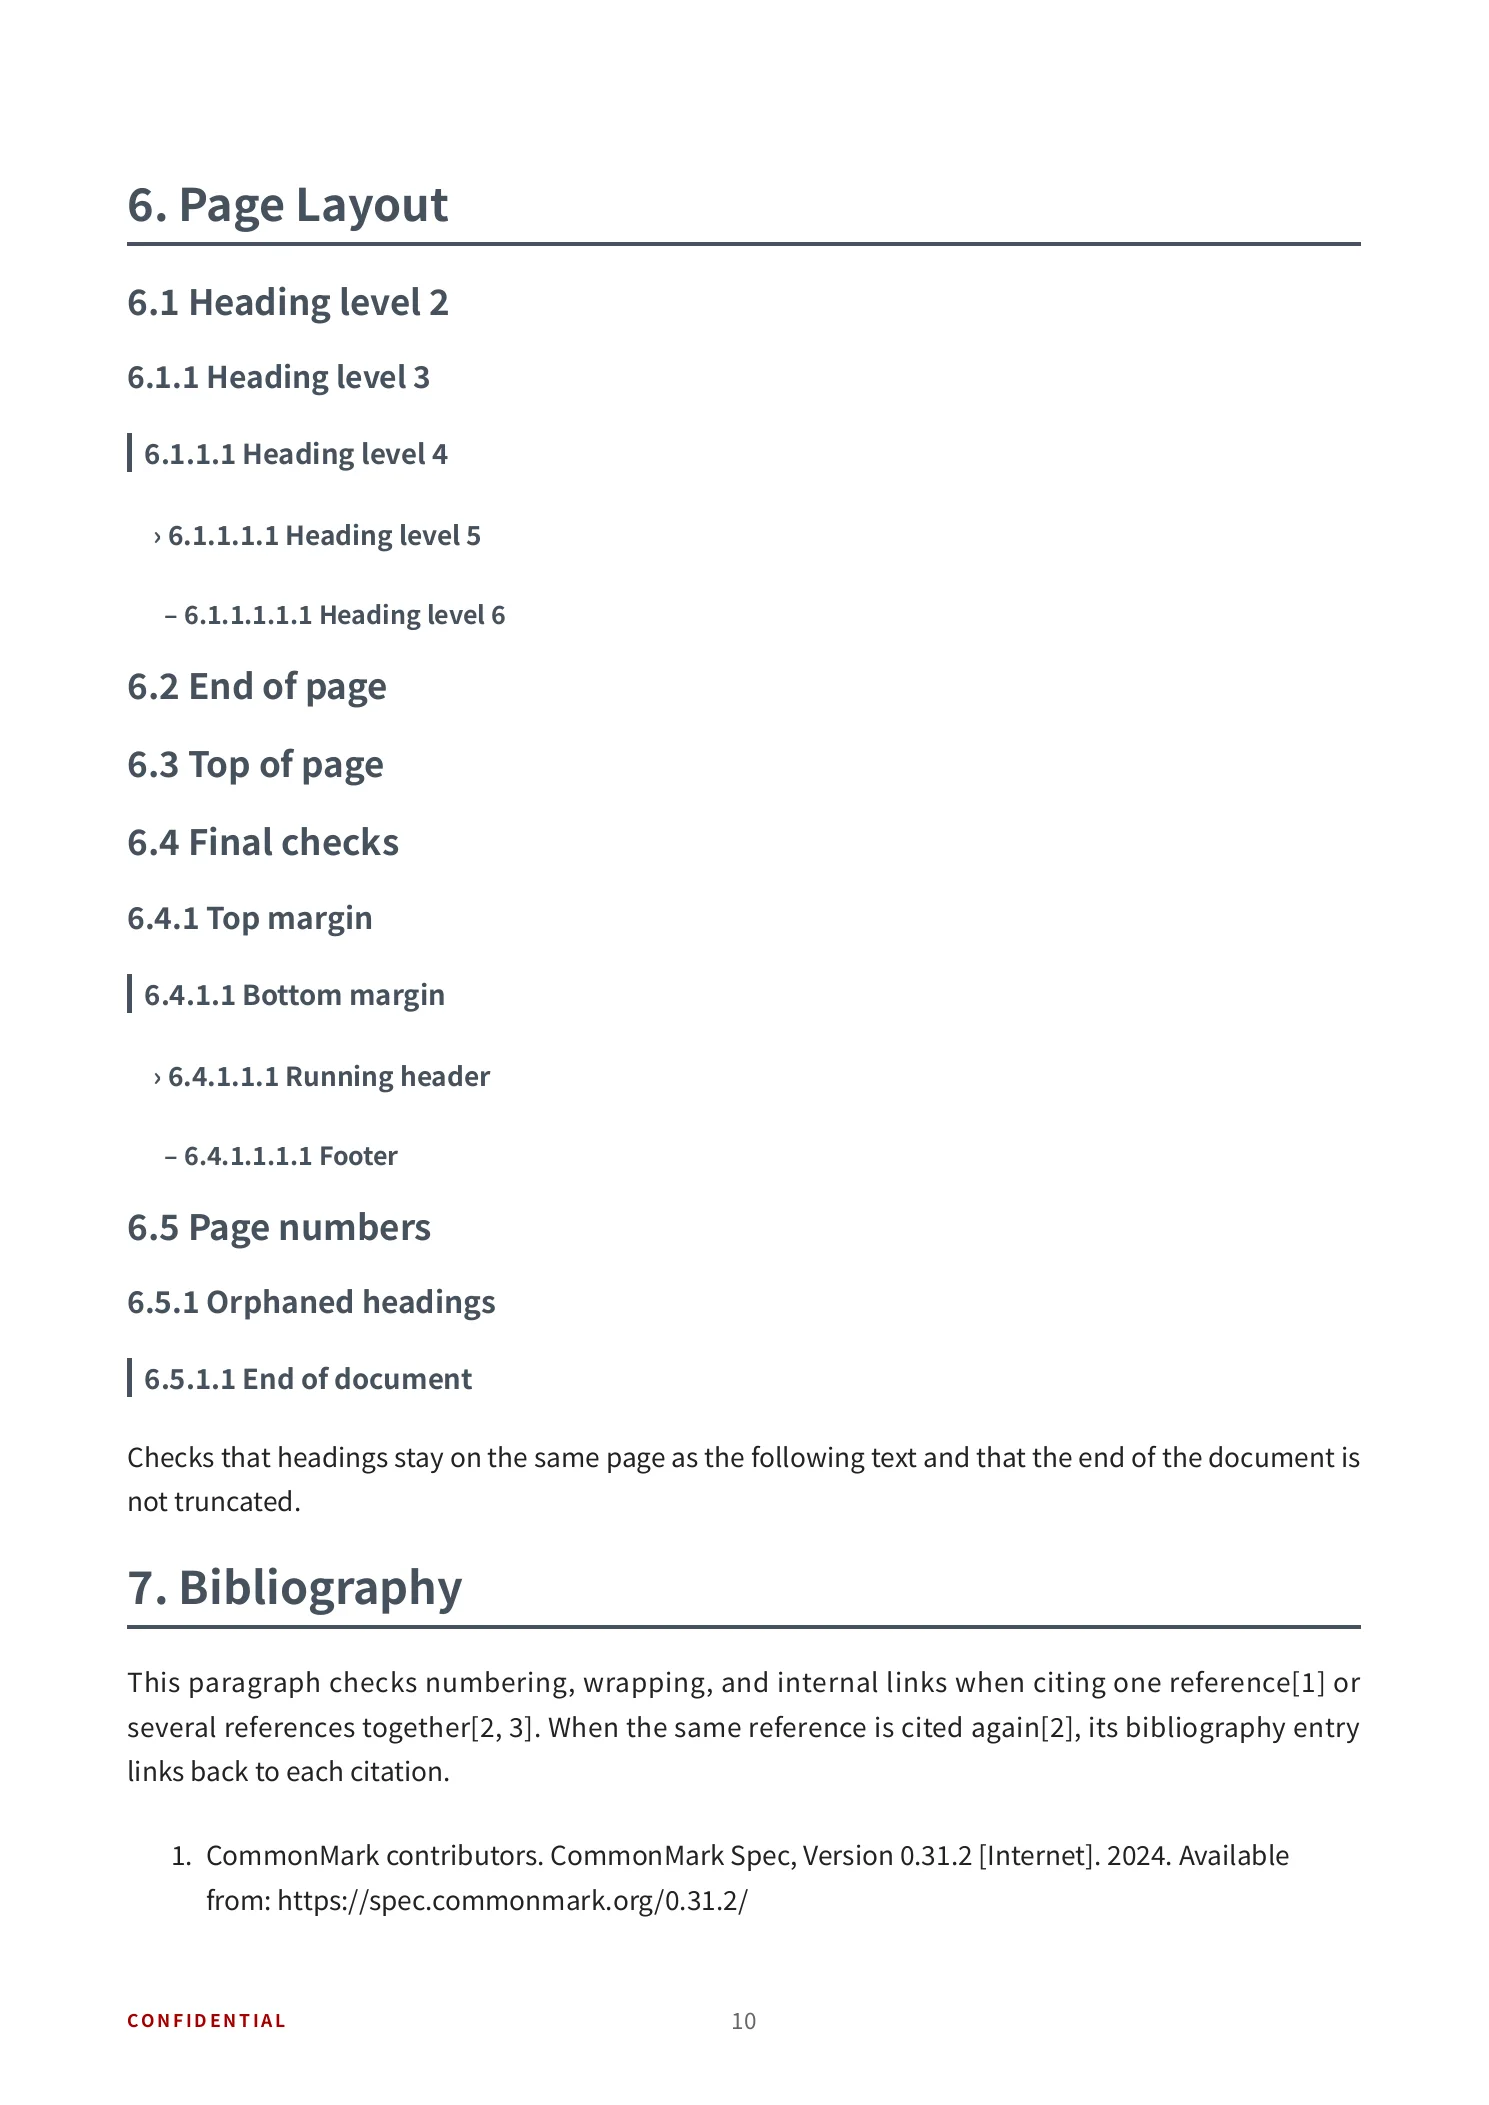 6. Page Layout
6.1 Heading level 2
6.1.1 Heading level 3
6.1.1.1 Heading level 4
› 6.1.1.1.1 Heading level 5
– 6.1.1.1.1.1 Heading level 6
6.2 End of page
6.3 Top of page
6.4 Final checks
6.4.1 Top margin
6.4.1.1 Bottom margin
› 6.4.1.1.1 Running header
– 6.4.1.1.1.1 Footer
6.5 Page numbers
6.5.1 Orphaned headings
6.5.1.1 End of document
Checks that headings stay on the same page as the following text and that the end of the document is
not truncated.
7. Bibliography
This paragraph checks numbering, wrapping, and internal links when citing one reference[1] or
several references together[2, 3]. When the same reference is cited again[2], its bibliography entry
links back to each citation.
1. CommonMark contributors. CommonMark Spec, Version 0.31.2 [Internet]. 2024. Available
from: https://spec.commonmark.org/0.31.2/
CONFIDENTIAL
10